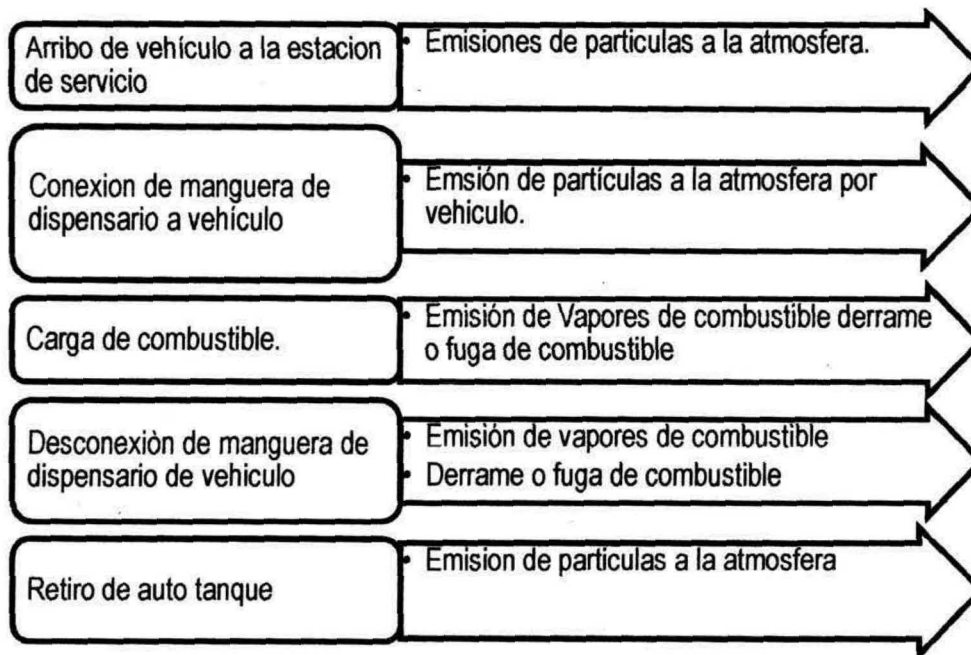 Arribo de vehículo a la estacion
de servicio
• Emisiones de particulas a la atmosfera.
Conexion de manguera de
dispensario a vehículo
• Emsión de partículas a la atmosfera por
vehiculo.
Carga de combustible.
• Emisión de Vapores de combustible derrame
o fuga de combustible
Desconexiòn de manguera de
dispensario de vehiculo
• Emisión de vapores de combustible
• Derrame o fuga de combustible
Retiro de auto tanque
• Emision de particulas a la atmosfera